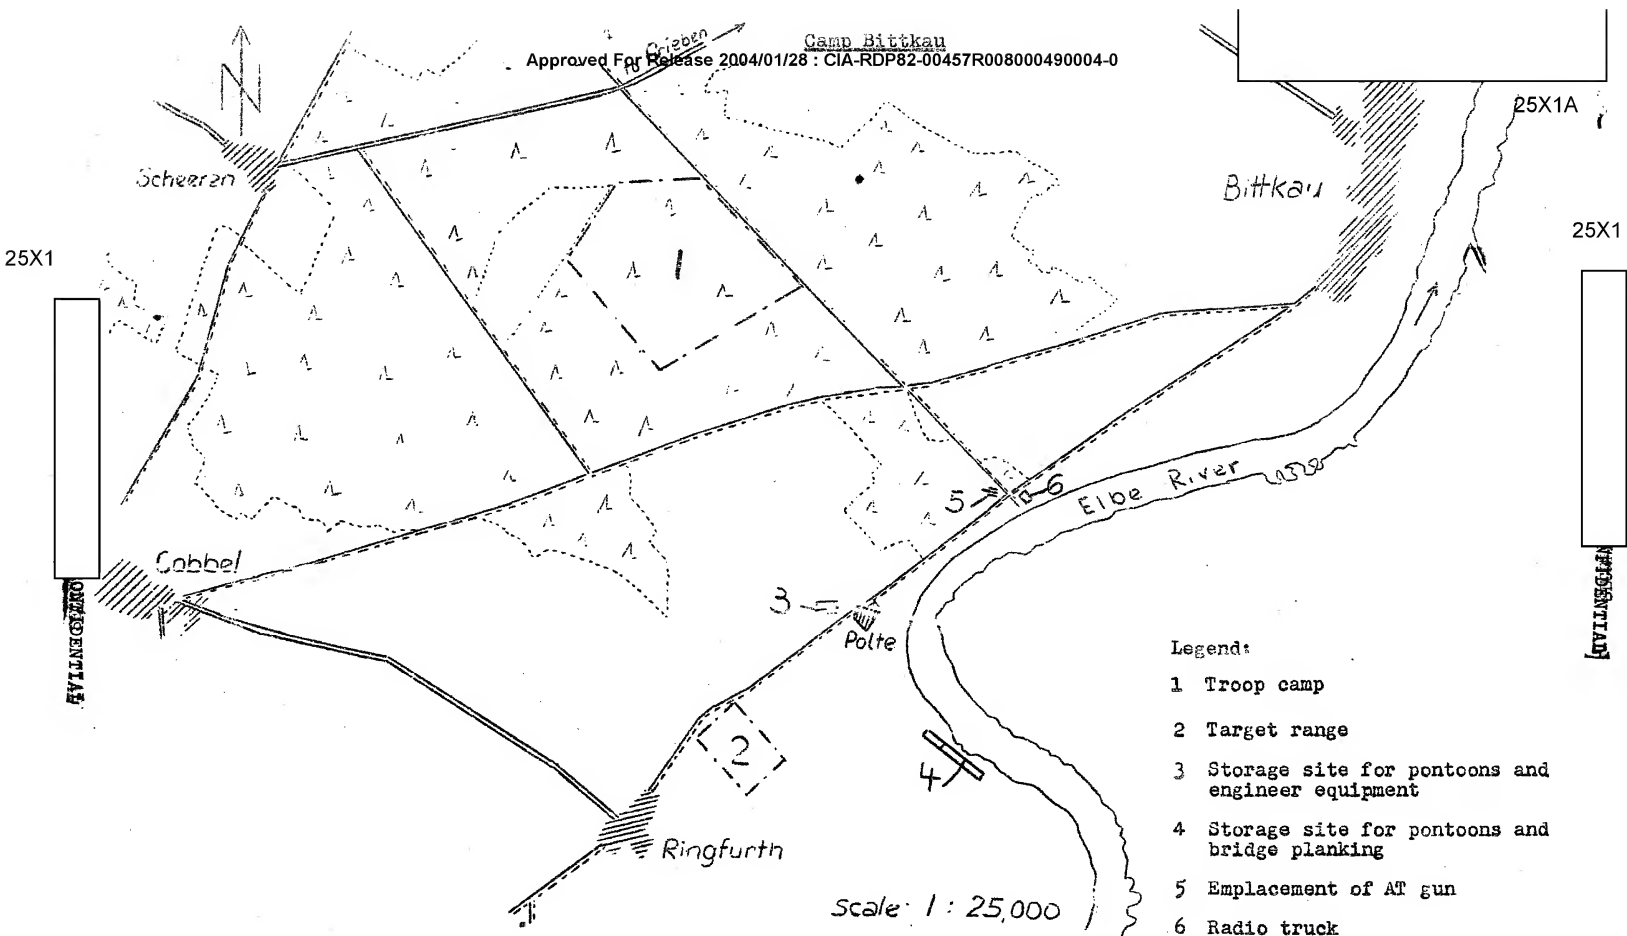 Camp Bittkau
Approved For Release 2004/01/28 : CIA-RDP82-00457R008000490004-0
to Grieben
N
25X1A
Scheeren
Bittkau
25X1
25X1
1
5
6
Elbe River
Cobbel
3
Polte
2
4
Ringfurth
Scale: 1 : 25,000
Legend:
1 Troop camp
2 Target range
3 Storage site for pontoons and
engineer equipment
4 Storage site for pontoons and
bridge planking
5 Emplacement of AT gun
6 Radio truck